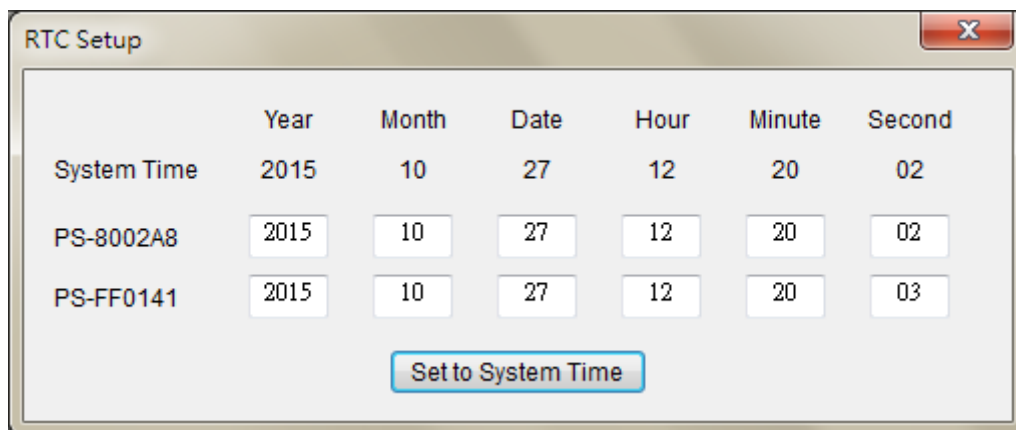 RTC Setup
Year Month Date Hour Minute Second
System Time 2015 10 27 12 20 02
PS-8002A8 2015 10 27 12 20 02
PS-FF0141 2015 10 27 12 20 03
Set to System Time